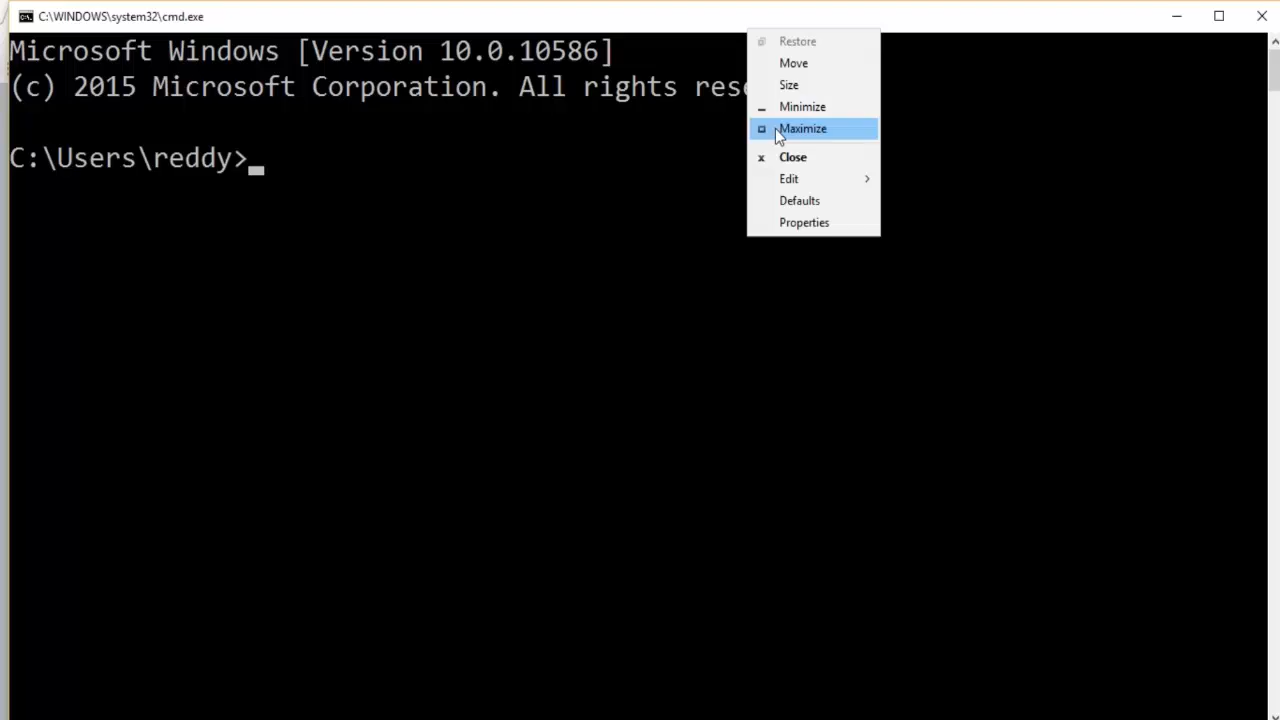 C:\WINDOWS\system32\cmd.exe
Microsoft Windows [Version 10.0.10586]
(c) 2015 Microsoft Corporation. All rights
C:\Users\reddy>
Restore
Move
Size
Minimize
Maximize
Close
Edit
Defaults
Properties